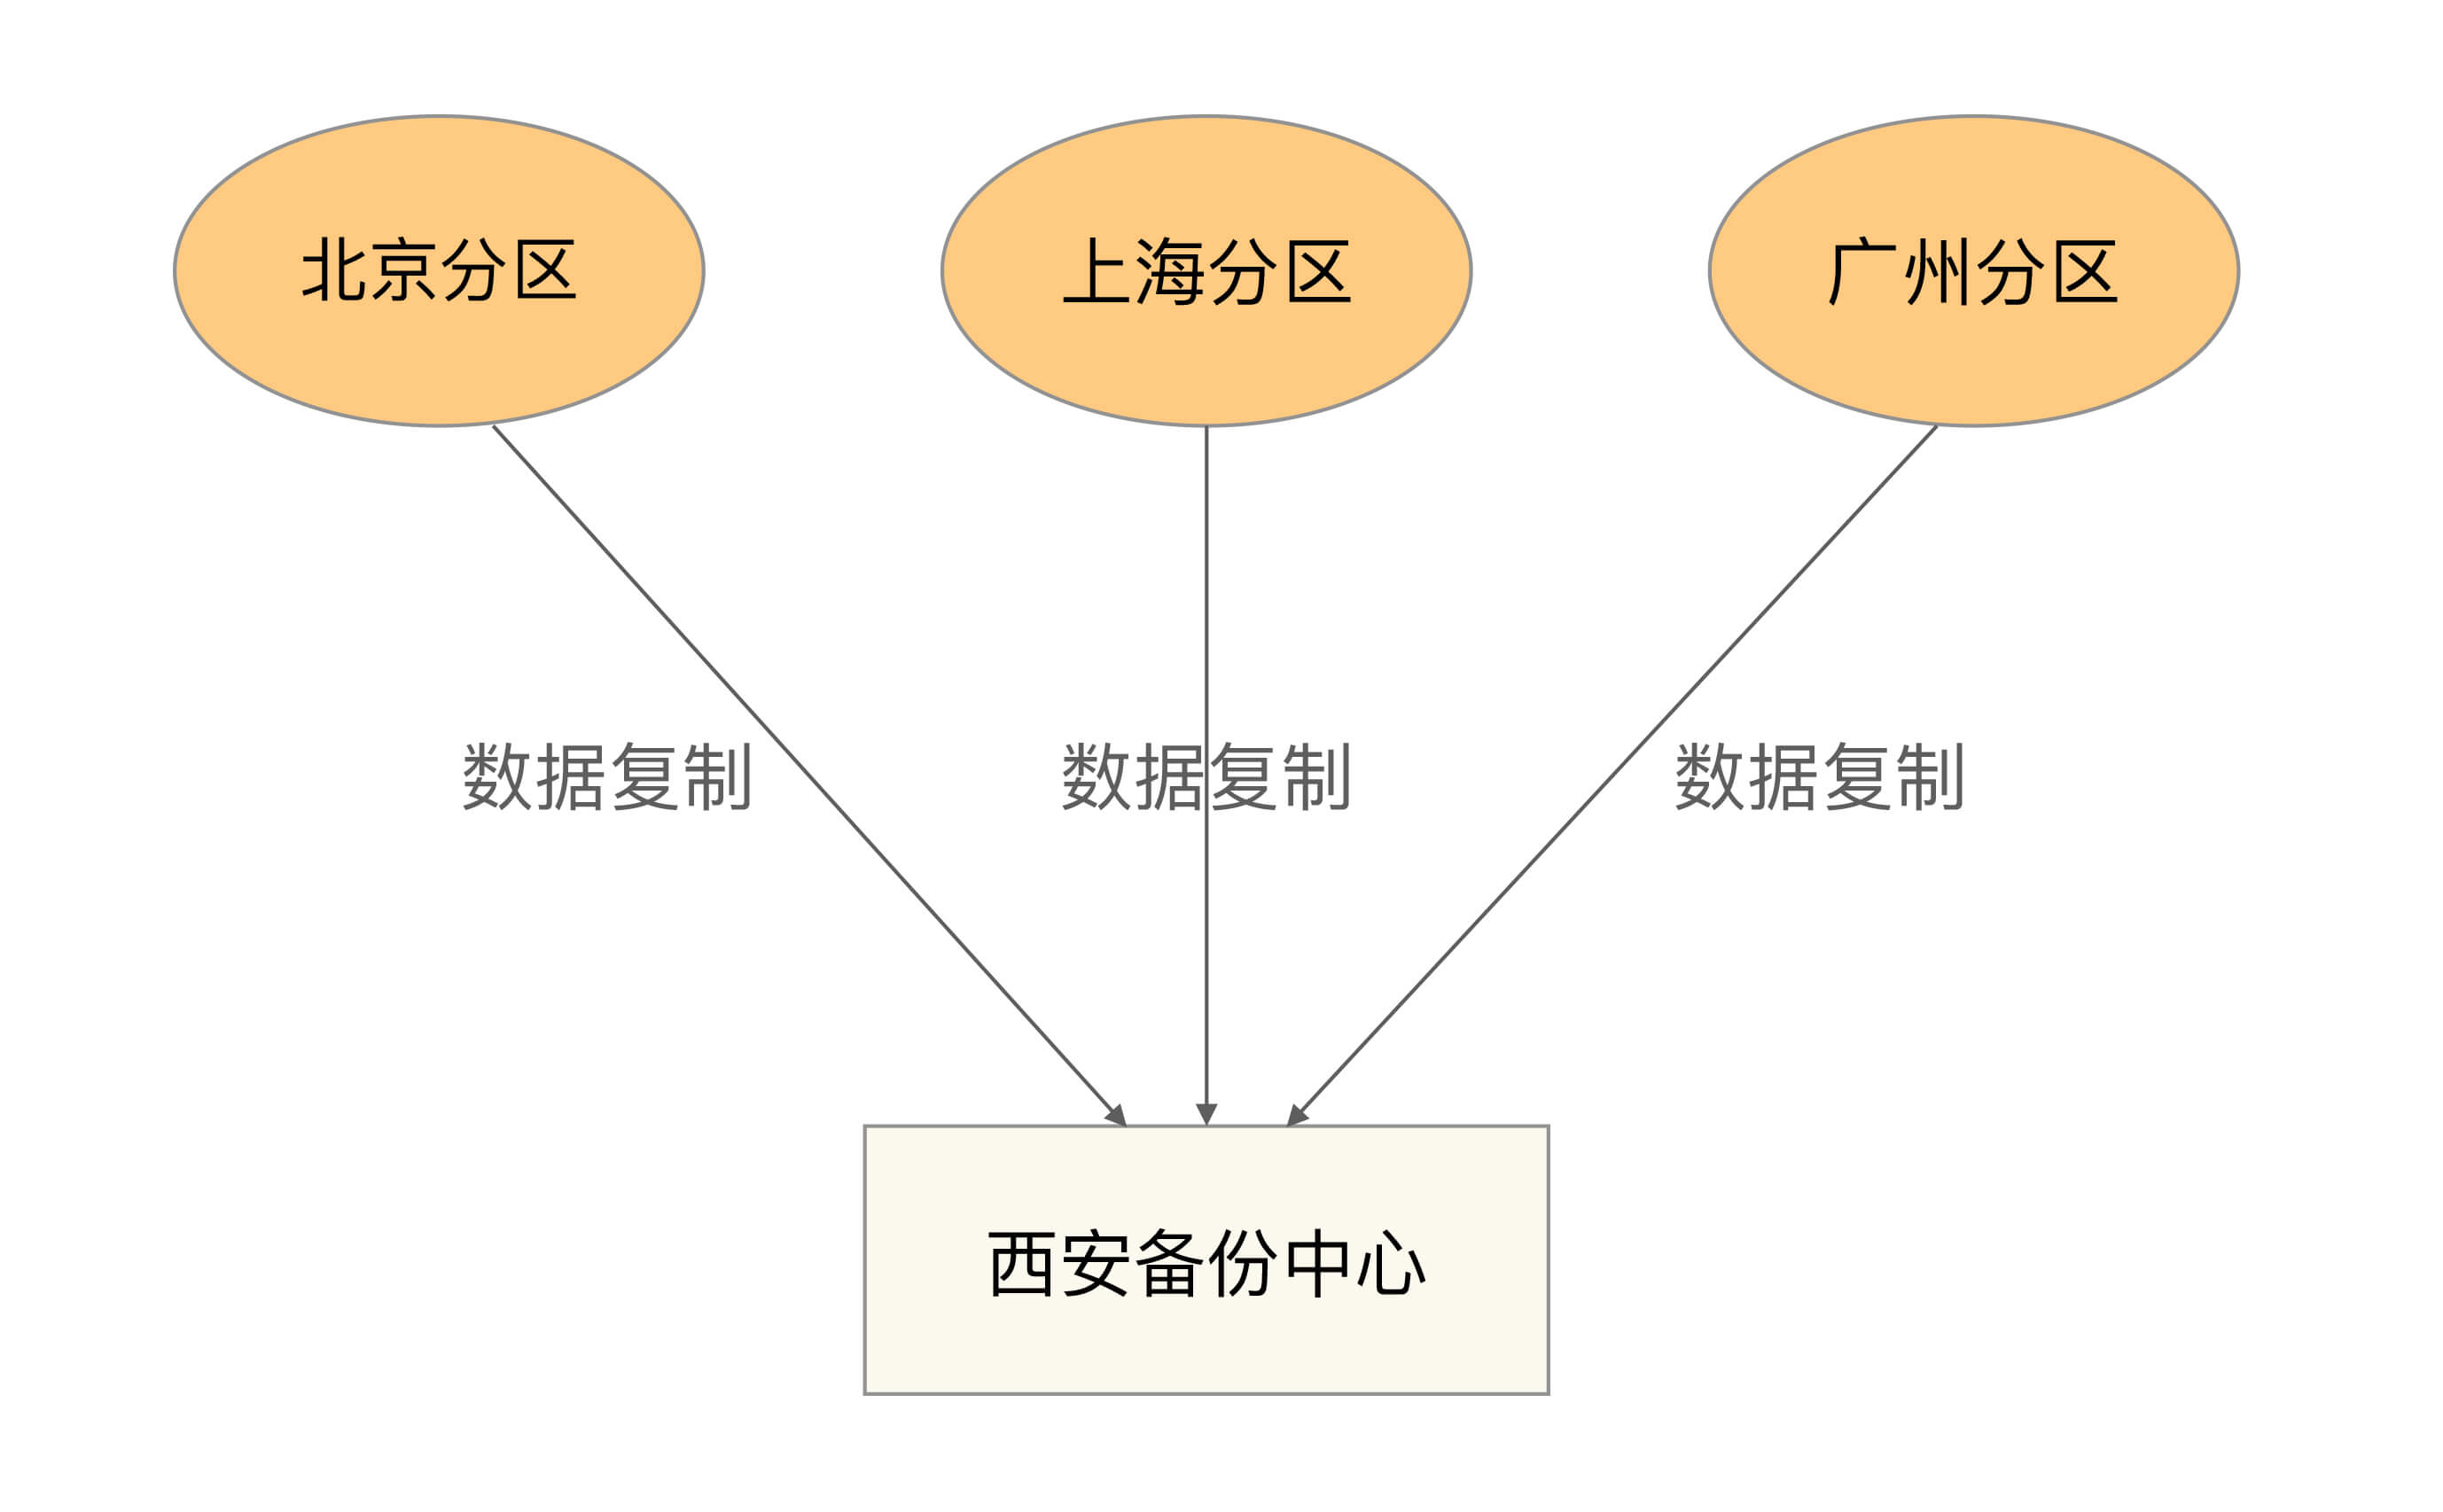 北京分区
上海分区
广州分区
数据复制
数据复制
数据复制
西安备份中心